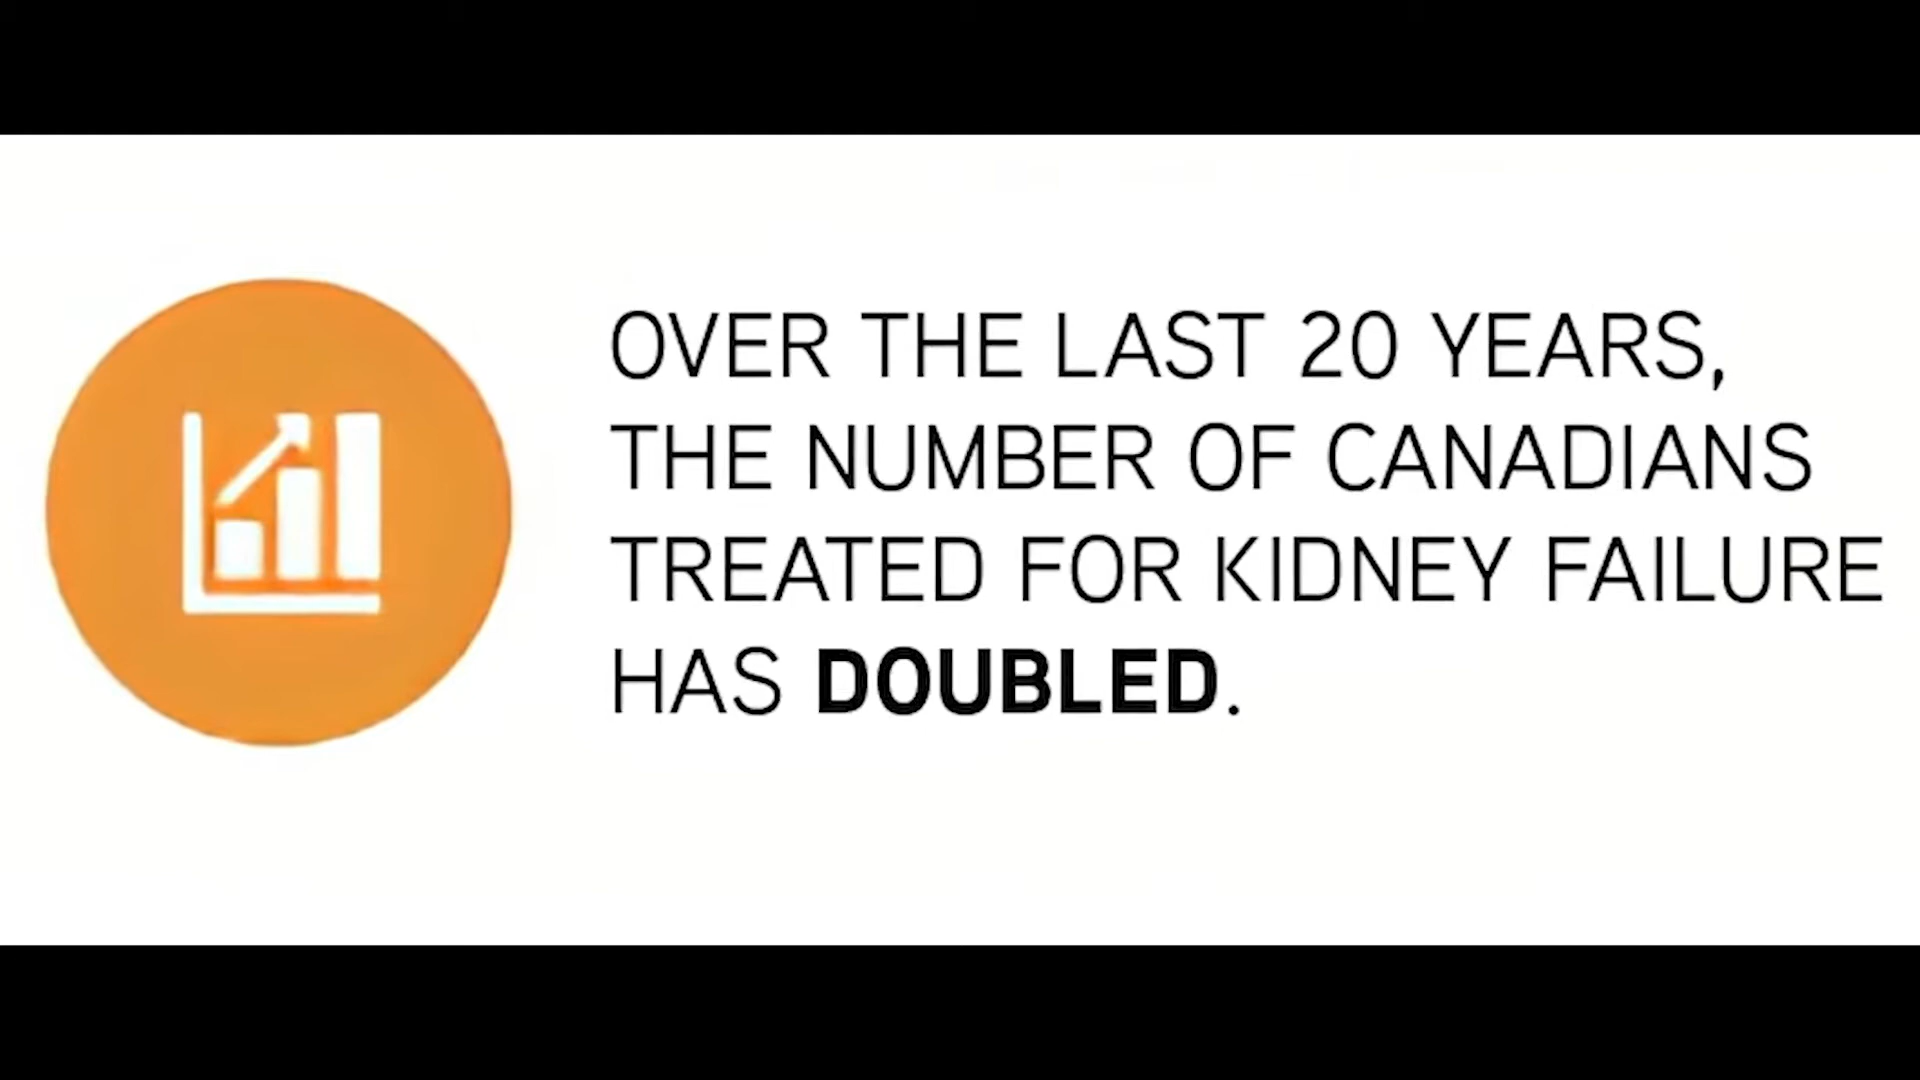 OVER THE LAST 20 YEARS,
THE NUMBER OF CANADIANS
TREATED FOR KIDNEY FAILURE
HAS DOUBLED.